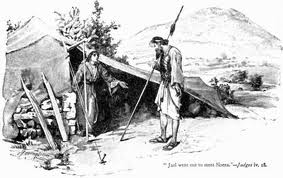 "Jael went out to meet Sisera."—Judges iv. 18.